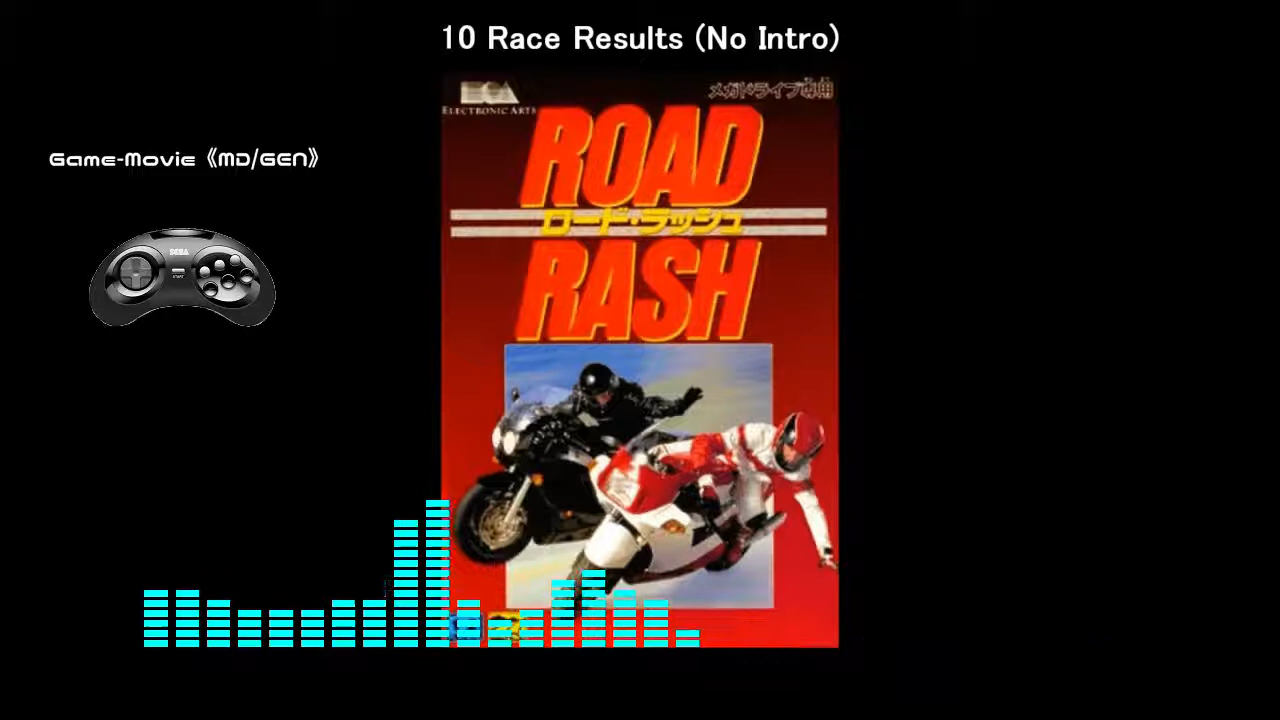 10 Race Results (No Intro)
ELECTRONIC ARTS
メガドライブ専用
ROAD
ロード・ラッシュ
RASH
Game-Movie《MD/GEN》
SEGA
START